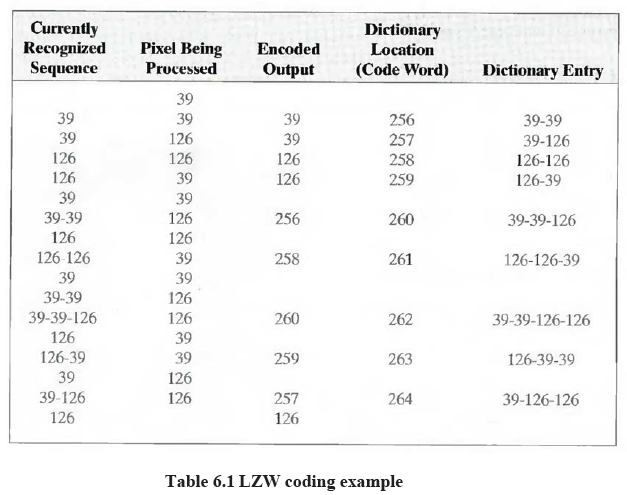 Currently Recognized Sequence | Pixel Being Processed | Encoded Output | Dictionary Location (Code Word) | Dictionary Entry
39
39 39 39 256 39-39
39 126 39 257 39-126
126 126 126 258 126-126
126 39 126 259 126-39
39 39
39-39 126 256 260 39-39-126
126 126
126-126 39 258 261 126-126-39
39 39
39-39 126
39-39-126 126 260 262 39-39-126-126
126 39
126-39 39 259 263 126-39-39
39 126
39-126 126 257 264 39-126-126
126 126
Table 6.1 LZW coding example